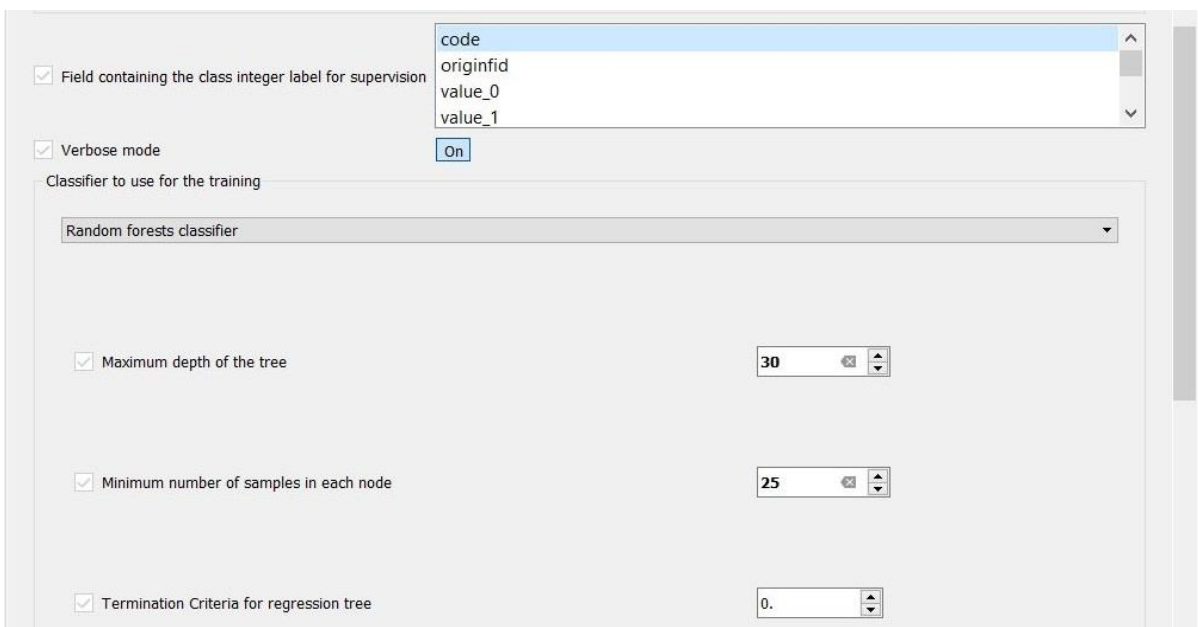 code
originfid
Field containing the class integer label for supervision
value_0
value_1
Verbose mode
On
Classifier to use for the training
Random forests classifier
Maximum depth of the tree
30
Minimum number of samples in each node
25
Termination Criteria for regression tree
0.